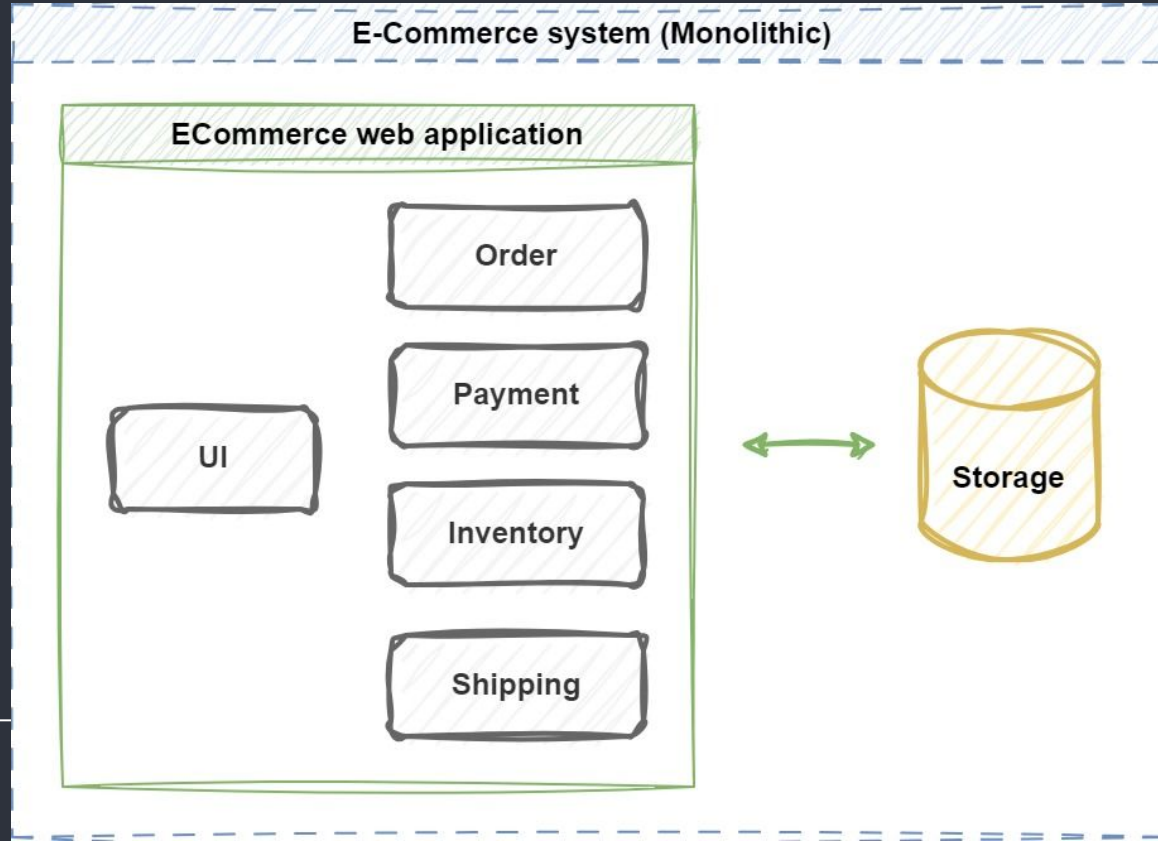 E-Commerce system (Monolithic)
ECommerce web application
Order
Payment
UI
Inventory
Shipping
Storage